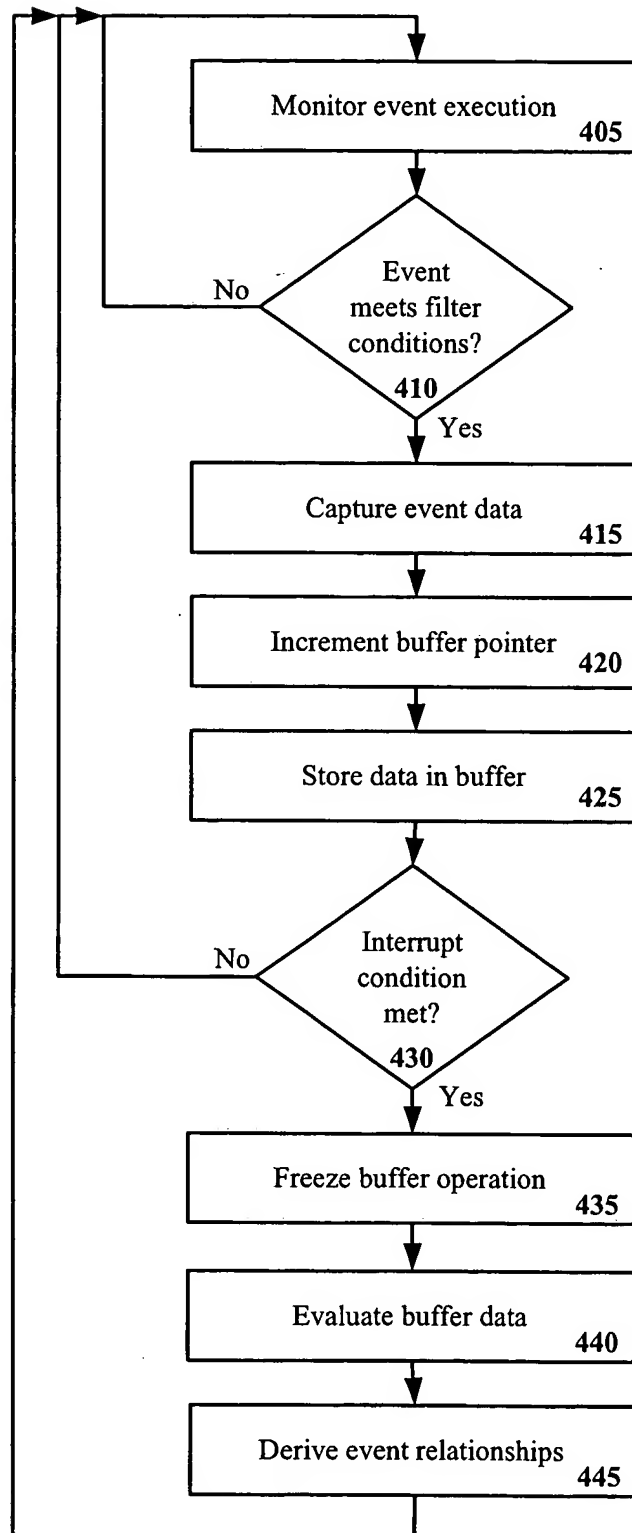 Monitor event execution
405
Event
meets filter
conditions?
410
No
Yes
Capture event data
415
Increment buffer pointer
420
Store data in buffer
425
Interrupt
condition
met?
430
No
Yes
Freeze buffer operation
435
Evaluate buffer data
440
Derive event relationships
445